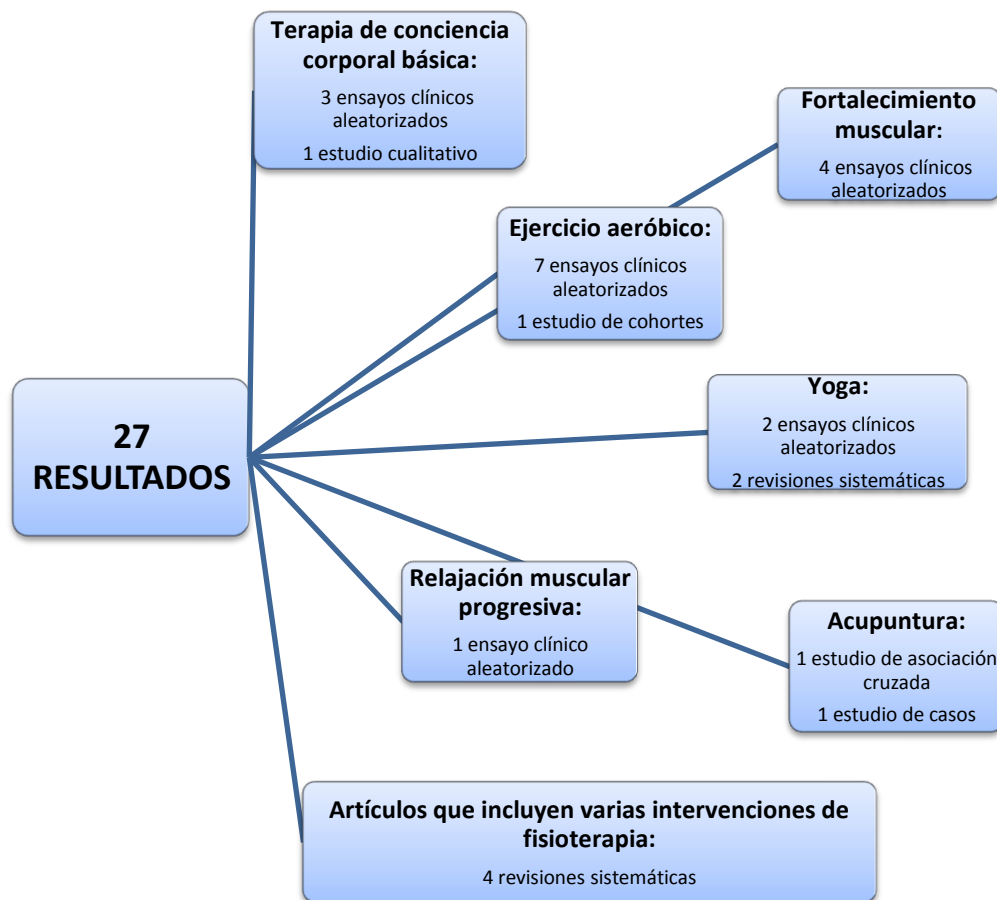 Terapia de conciencia
corporal básica:
3 ensayos clínicos
aleatorizados
1 estudio cualitativo
Fortalecimiento
muscular:
4 ensayos clínicos
aleatorizados
Ejercicio aeróbico:
7 ensayos clínicos
aleatorizados
1 estudio de cohortes
27
RESULTADOS
Yoga:
2 ensayos clínicos
aleatorizados
2 revisiones sistemáticas
Relajación muscular
progresiva:
1 ensayo clínico
aleatorizado
Acupuntura:
1 estudio de asociación
cruzada
1 estudio de casos
Artículos que incluyen varias intervenciones de
fisioterapia:
4 revisiones sistemáticas